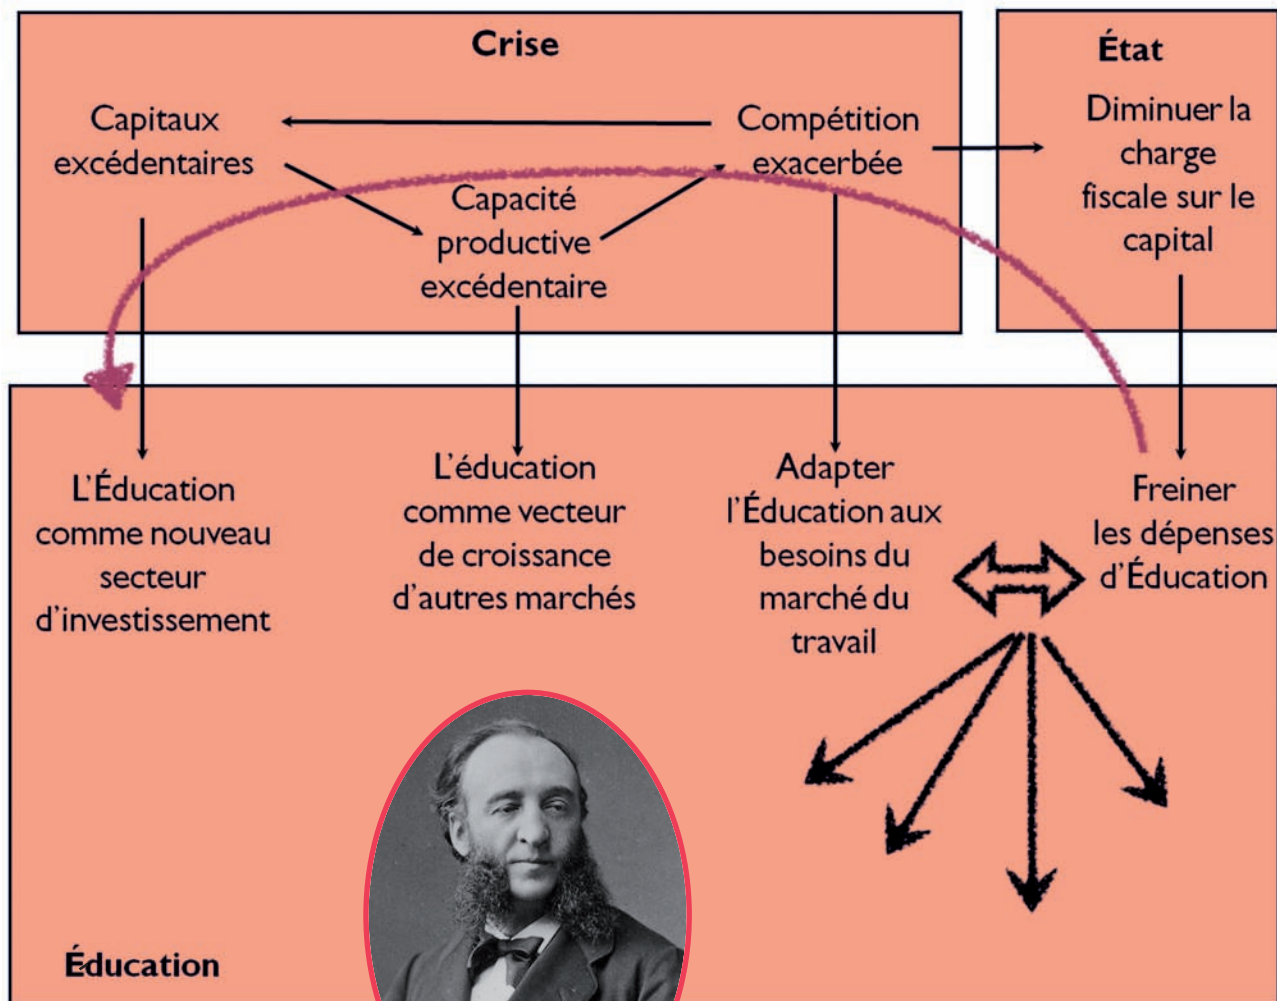 Crise
Capitaux
excédentaires
Compétition
exacerbée
Capacité
productive
excédentaire
État
Diminuer la
charge
fiscale sur le
capital
L'Éducation
comme nouveau
secteur
d'investissement
L'éducation
comme vecteur
de croissance
d'autres marchés
Adapter
l'Éducation aux
besoins du
marché du
travail
Freiner
les dépenses
d'Éducation
Éducation